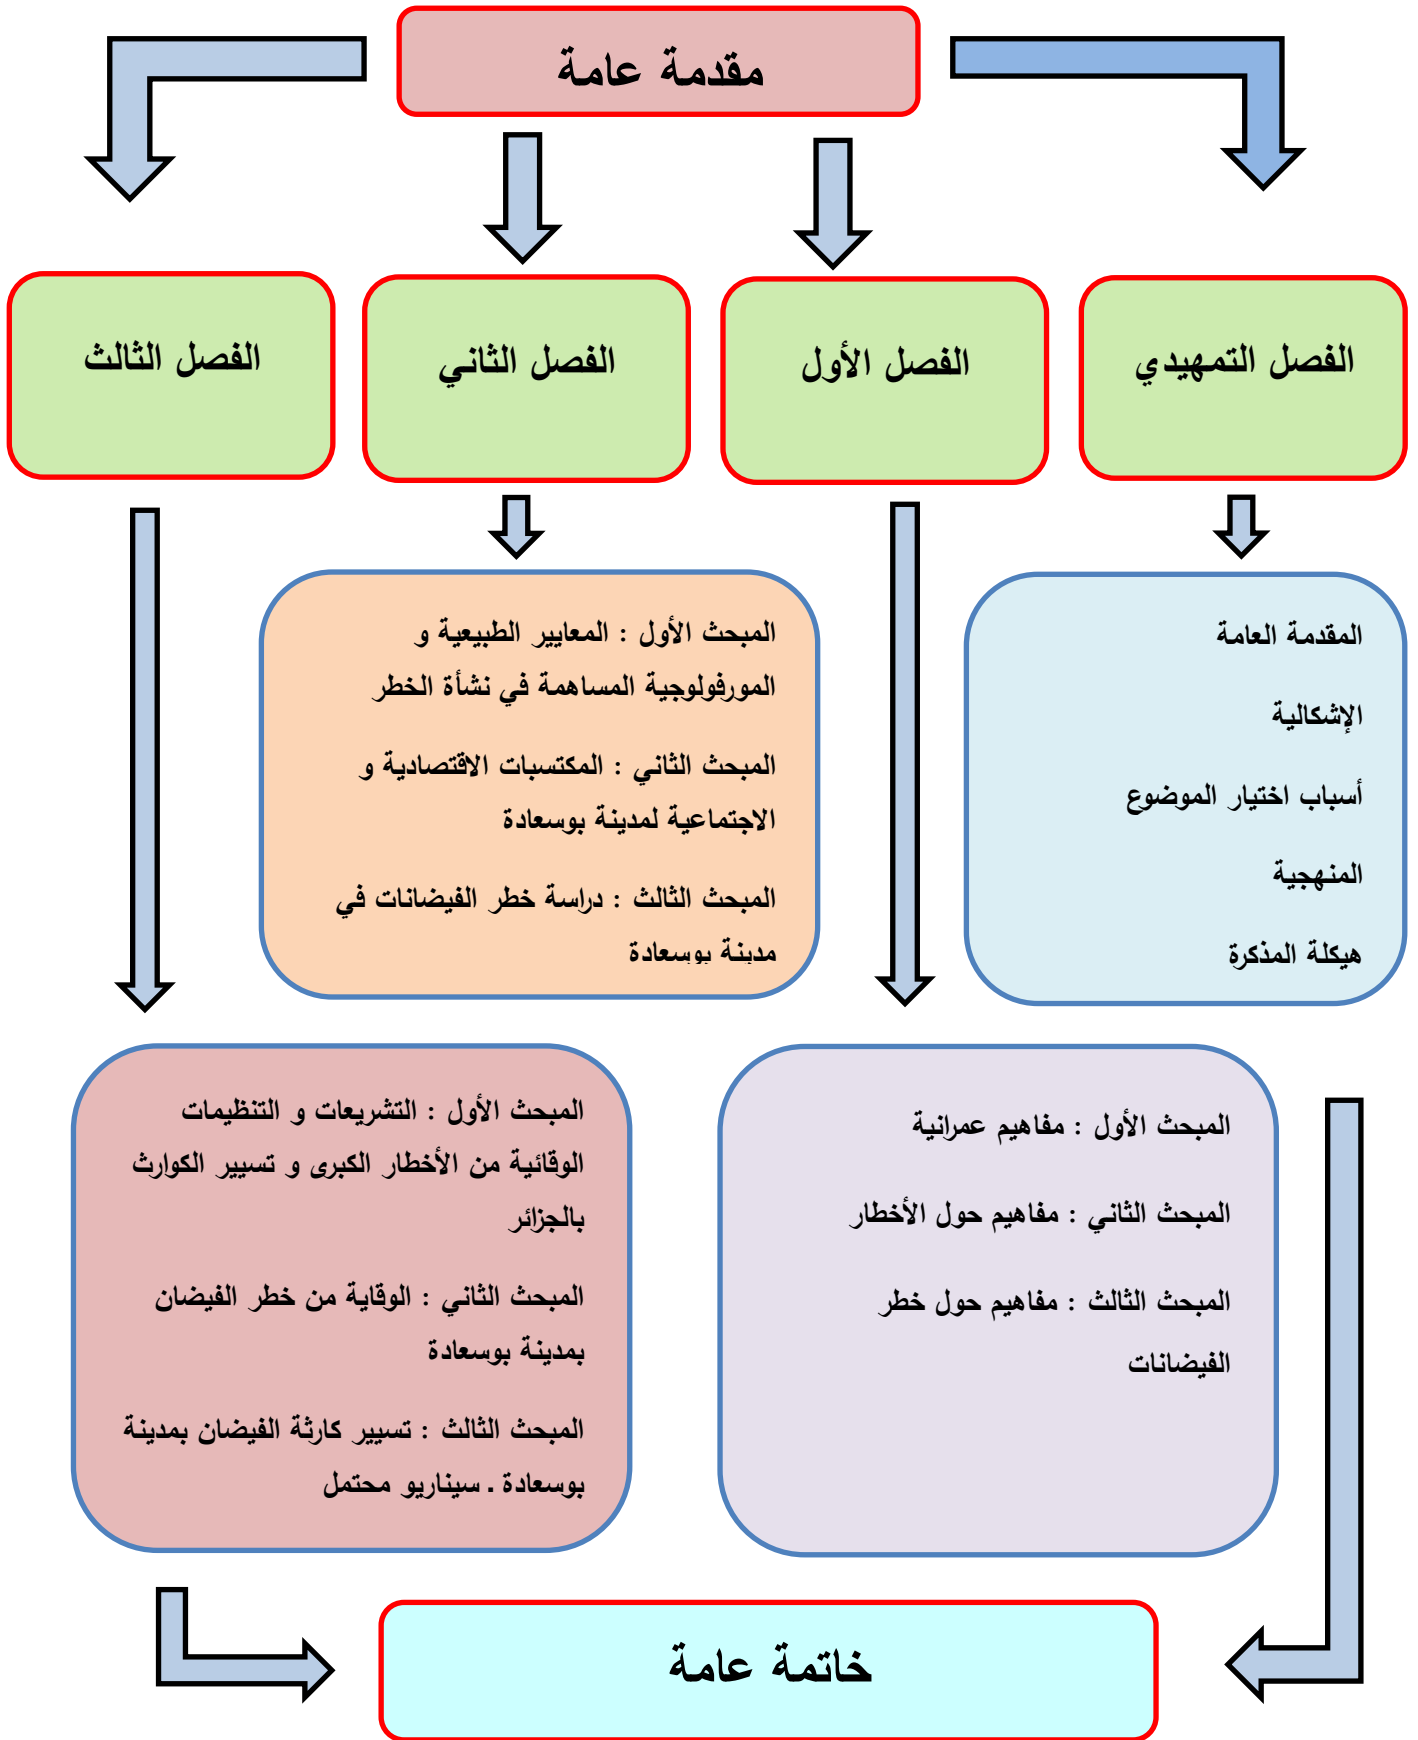 مقدمة عامة
الفصل التمهيدي
الفصل الأول
الفصل الثاني
الفصل الثالث
المقدمة العامة
الإشكالية
أسباب اختيار الموضوع
المنهجية
هيكلة المذكرة
المبحث الأول : المعايير الطبيعية و
المورفولوجية المساهمة في نشأة الخطر
المبحث الثاني : المكتسبات الاقتصادية و
الاجتماعية لمدينة بوسعادة
المبحث الثالث : دراسة خطر الفيضانات في
مدينة بوسعادة
المبحث الأول : مفاهيم عمرانية
المبحث الثاني : مفاهيم حول الأخطار
المبحث الثالث : مفاهيم حول خطر
الفيضانات
المبحث الأول : التشريعات و التنظيمات
الوقائية من الأخطار الكبرى و تسيير الكوارث
بالجزائر
المبحث الثاني : الوقاية من خطر الفيضان
بمدينة بوسعادة
المبحث الثالث : تسيير كارثة الفيضان بمدينة
بوسعادة ـ سيناريو محتمل
خاتمة عامة